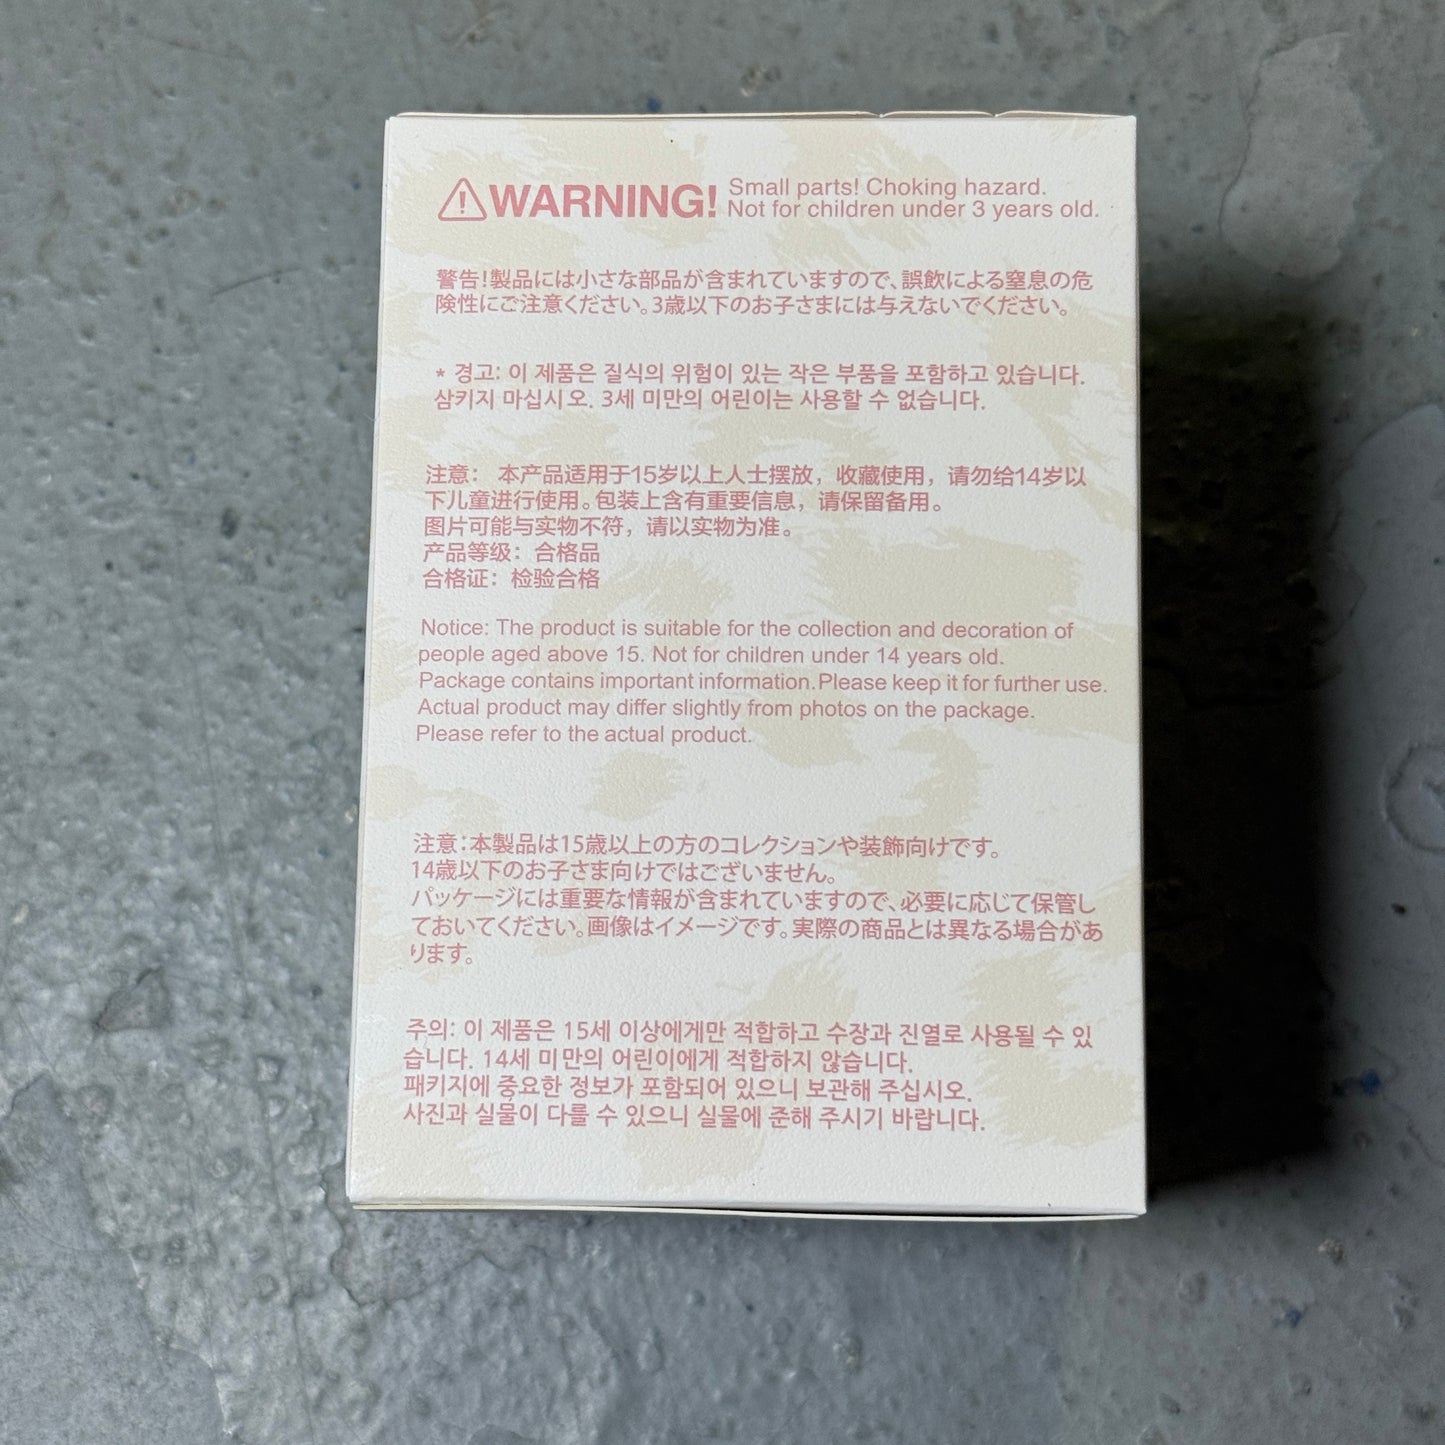 WARNING! Small parts! Choking hazard.
Not for children under 3 years old.
警告!製品には小さな部品が含まれていますので、誤飲による窒息の危
険性にご注意ください。3歳以下のお子さまには与えないでください。
* 경고: 이 제품은 질식의 위험이 있는 작은 부품을 포함하고 있습니다.
삼키지 마십시오. 3세 미만의 어린이는 사용할 수 없습니다.
注意： 本产品适用于15岁以上人士摆放，收藏使用，请勿给14岁以
下儿童进行使用。包装上含有重要信息，请保留备用。
图片可能与实物不符，请以实物为准。
产品等级：合格品
合格证：检验合格
Notice: The product is suitable for the collection and decoration of
people aged above 15. Not for children under 14 years old.
Package contains important information. Please keep it for further use.
Actual product may differ slightly from photos on the package.
Please refer to the actual product.
注意：本製品は15歳以上の方のコレクションや装飾向けです。
14歳以下のお子さま向けではございません。
パッケージには重要な情報が含まれていますので、必要に応じて保管し
ておいてください。画像はイメージです。実際の商品とは異なる場合があ
ります。
주의: 이 제품은 15세 이상에게만 적합하고 수장과 진열로 사용될 수 있
습니다. 14세 미만의 어린이에게 적합하지 않습니다.
패키지에 중요한 정보가 포함되어 있으니 보관해 주십시오.
사진과 실물이 다를 수 있으니 실물에 준해 주시기 바랍니다.